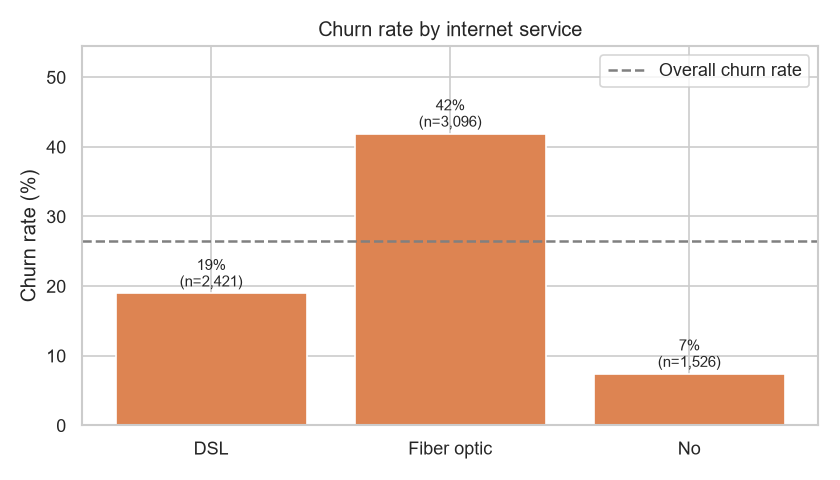 Churn rate by internet service
Churn rate (%)
50
40
30
20
10
0
Overall churn rate
19%
(n=2,421)
42%
(n=3,096)
7%
(n=1,526)
DSL
Fiber optic
No